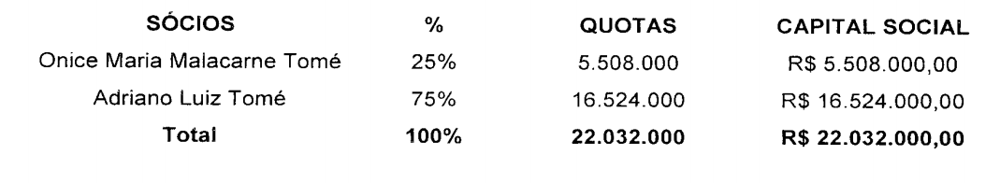 SÓCIOS % QUOTAS CAPITAL SOCIAL
Onice Maria Malacarne Tomé 25% 5.508.000 R$ 5.508.000,00
Adriano Luiz Tomé 75% 16.524.000 R$ 16.524.000,00
Total 100% 22.032.000 R$ 22.032.000,00